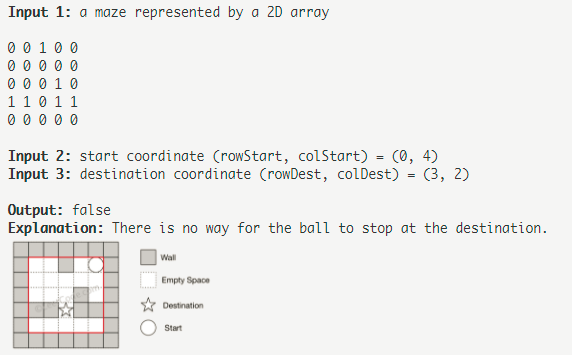 Input 1: a maze represented by a 2D array
0 0 1 0 0
0 0 0 0 0
0 0 0 1 0
1 1 0 1 1
0 0 0 0 0
Input 2: start coordinate (rowStart, colStart) = (0, 4)
Input 3: destination coordinate (rowDest, colDest) = (3, 2)
Output: false
Explanation: There is no way for the ball to stop at the destination.
Wall
Empty Space
Destination
Start